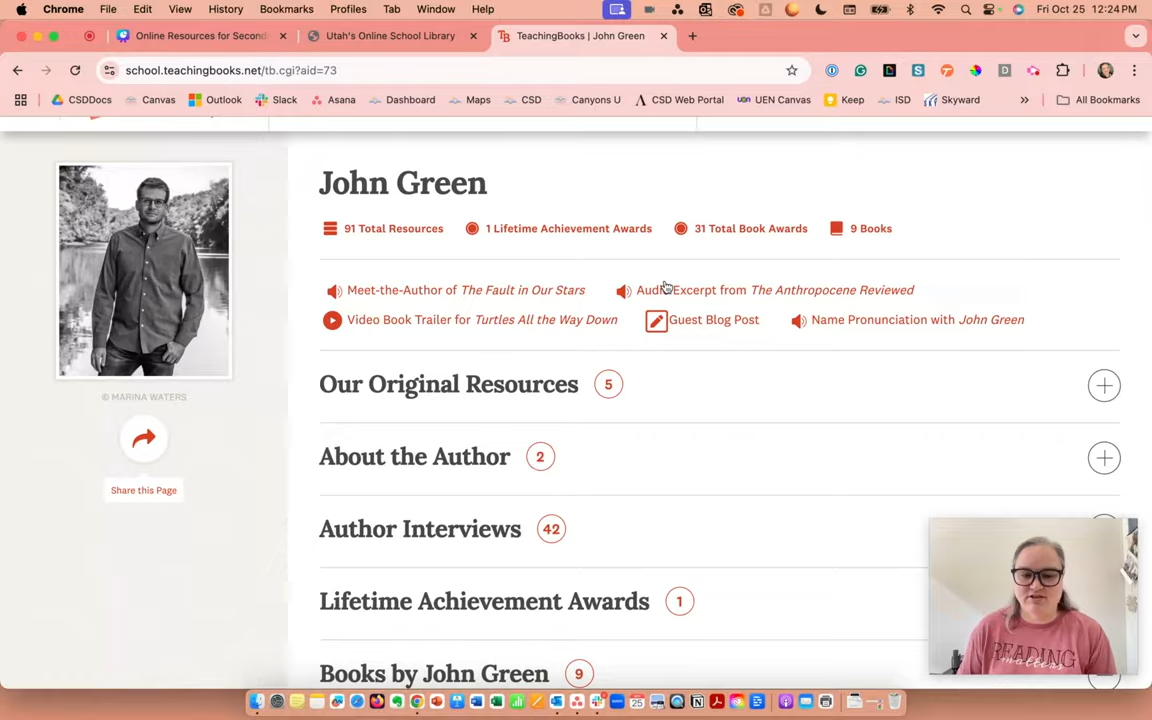 Chrome File Edit View History Bookmarks Profiles Tab Window Help Fri Oct 25 12:24 PM
Online Resources for Second Utah's Online School Library TeachingBooks | John Green
school.teachingbooks.net/tb.cgi?aid=73
CSDDocs Canvas Outlook Slack Asana Dashboard Maps CSD Canyons U CSD Web Portal UEN Canvas Keep ISD Skyward All Bookmarks
John Green
91 Total Resources 1 Lifetime Achievement Awards 31 Total Book Awards 9 Books
Meet-the-Author of The Fault in Our Stars Audio Excerpt from The Anthropocene Reviewed
Video Book Trailer for Turtles All the Way Down Guest Blog Post Name Pronunciation with John Green
© MARINA WATERS
Share this Page
Our Original Resources 5
About the Author 2
Author Interviews 42
Lifetime Achievement Awards 1
Books by John Green 9
READING
matters